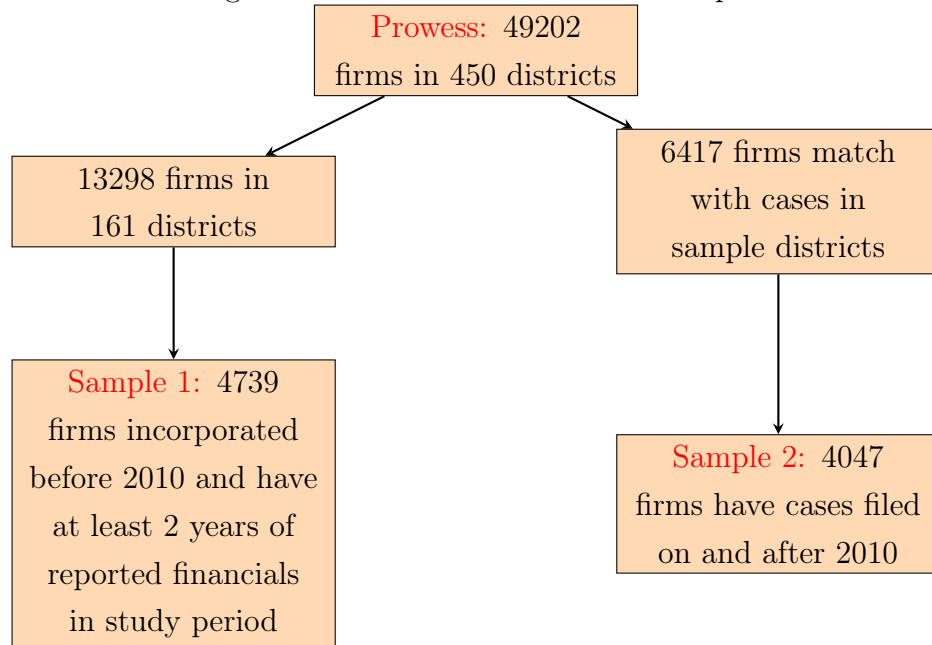 Prowess: 49202
firms in 450 districts
13298 firms in
161 districts
6417 firms match
with cases in
sample districts
Sample 1: 4739
firms incorporated
before 2010 and have
at least 2 years of
reported financials
in study period
Sample 2: 4047
firms have cases filed
on and after 2010